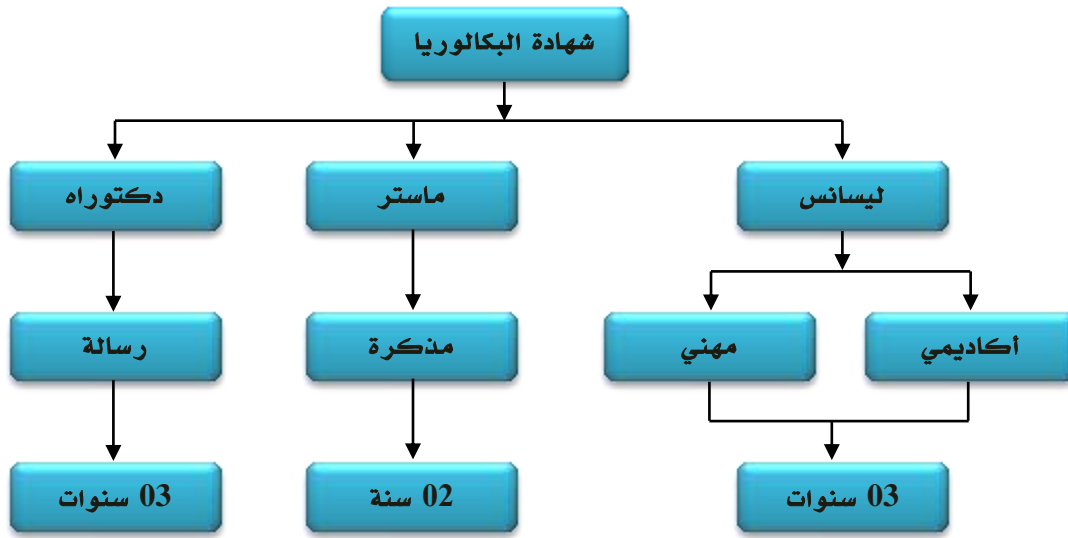 شهادة البكالوريا
ليسانس
ماستر
دكتوراه
أكاديمي
مهني
مذكرة
رسالة
03 سنوات
02 سنة
03 سنوات